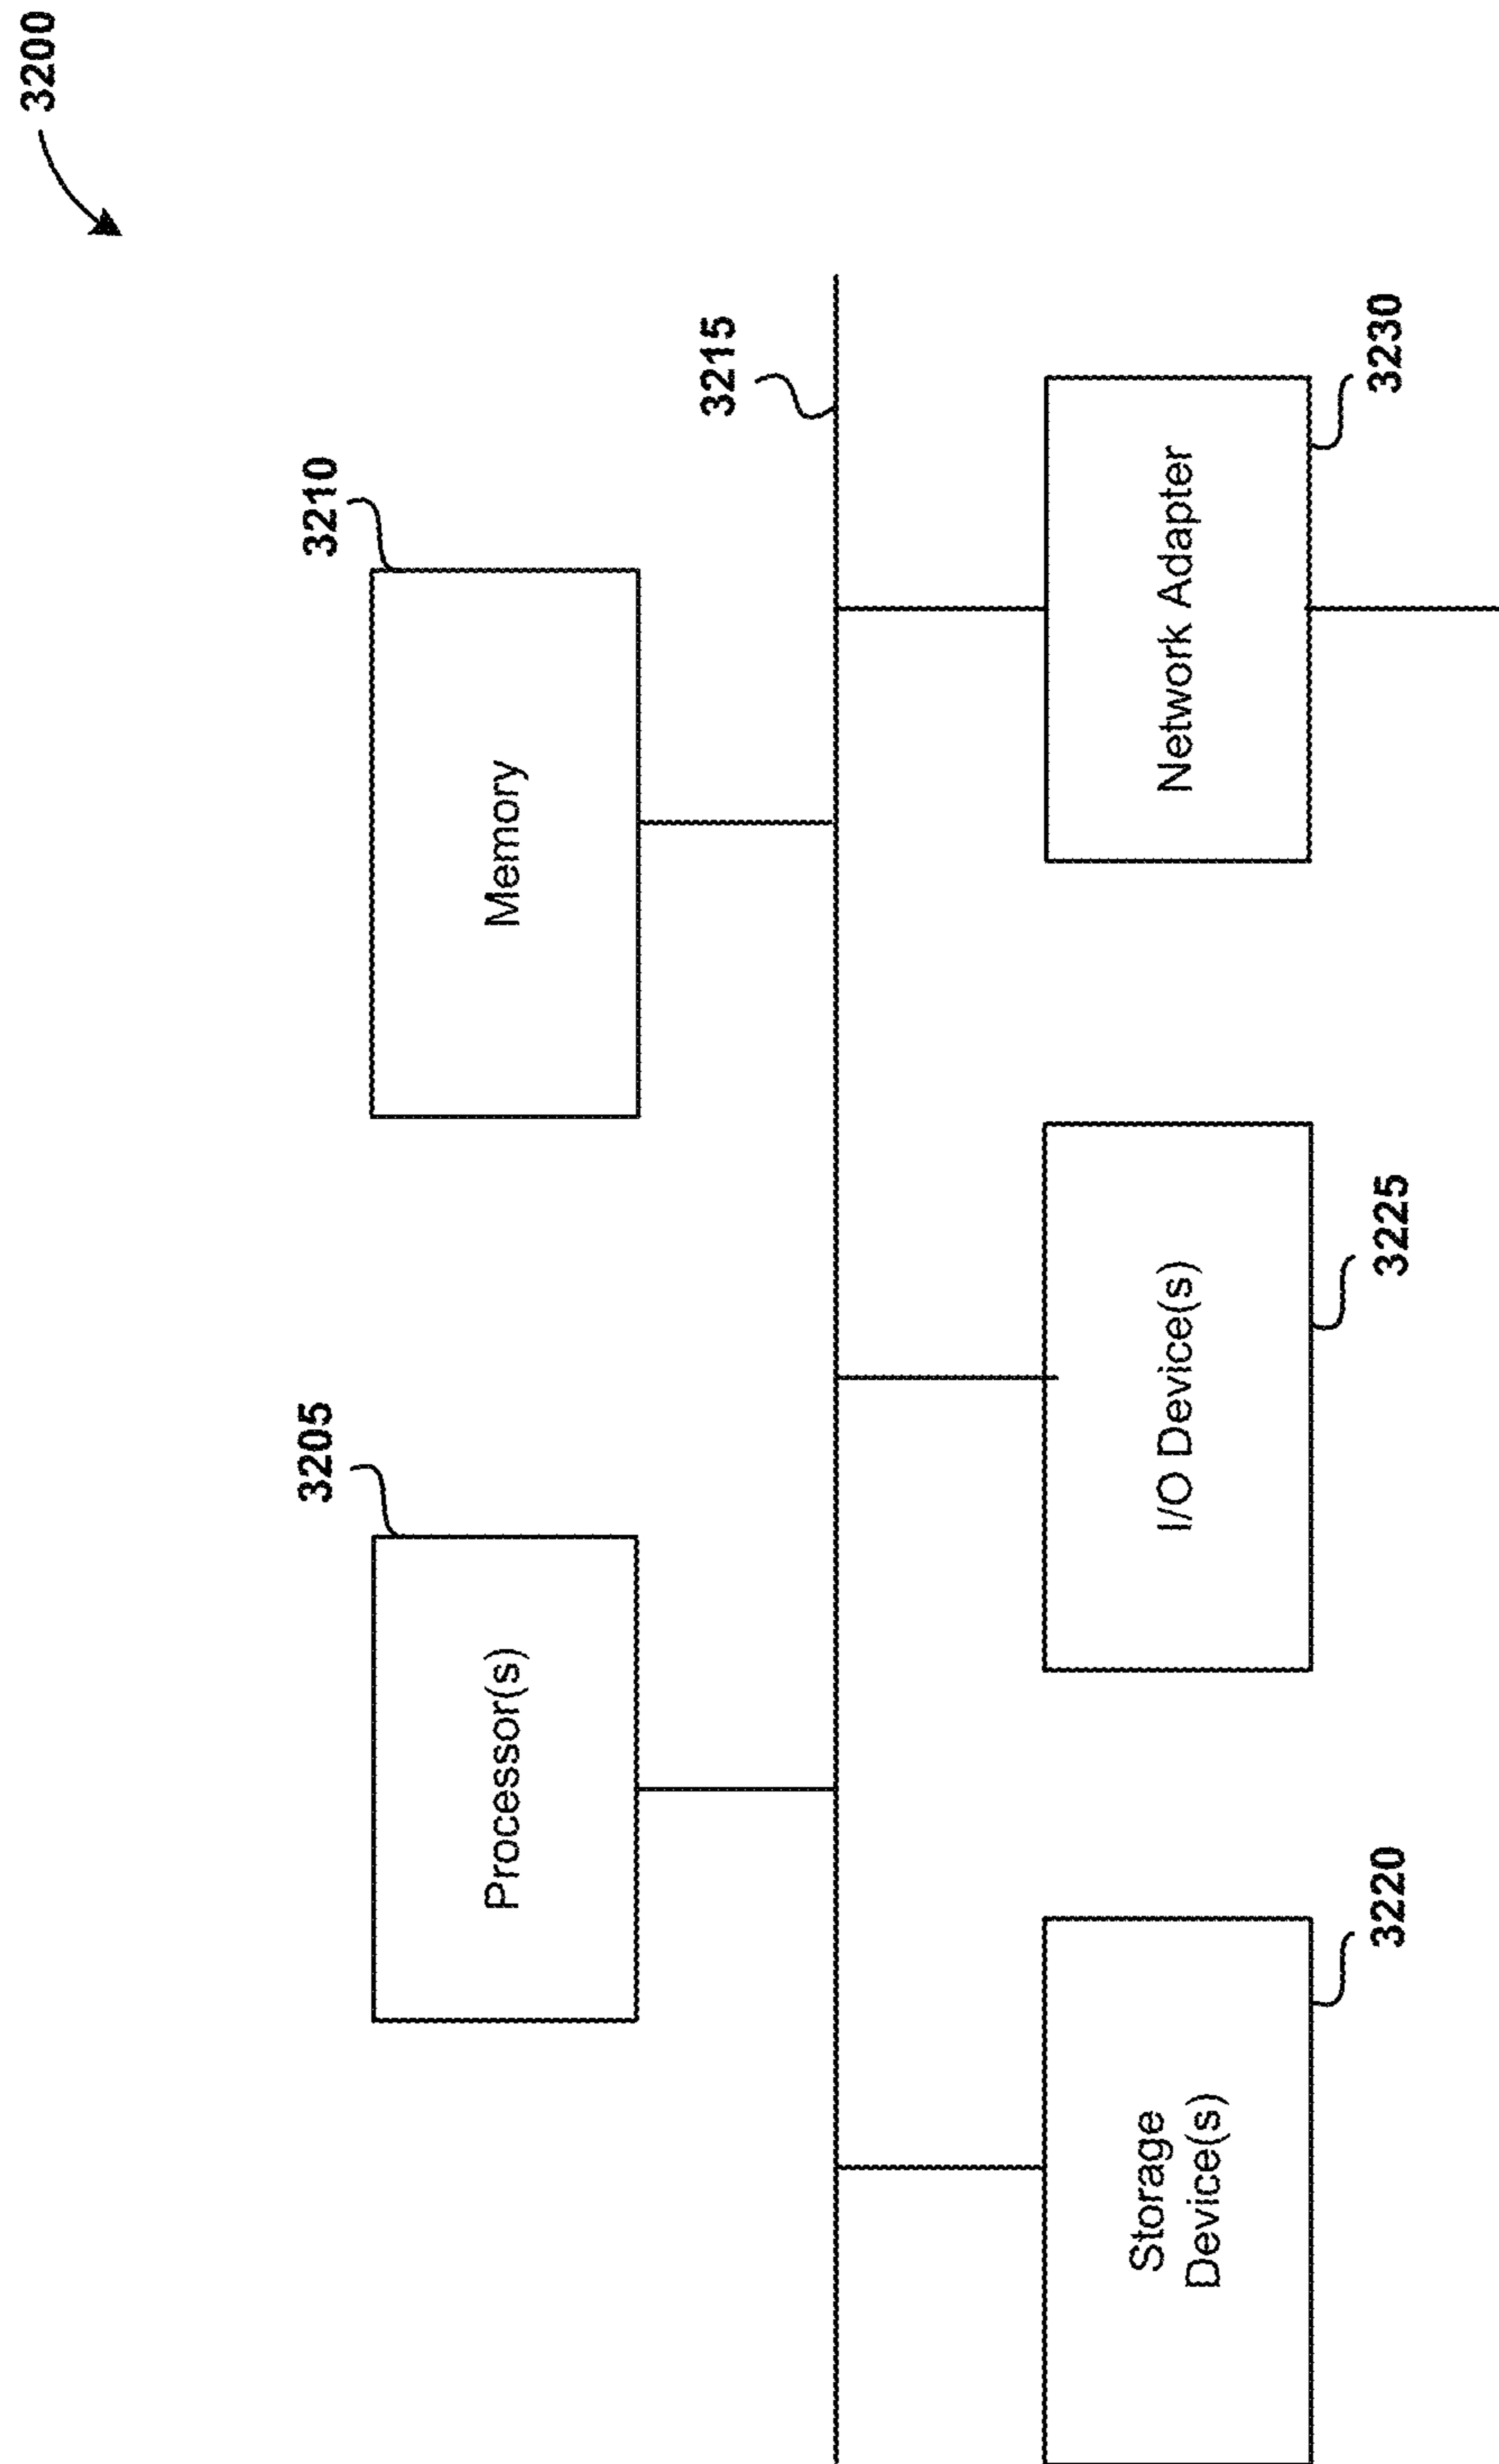 3200
3205
3210
Processor(s)
Memory
3215
Storage
Device(s)
I/O Device(s)
Network Adapter
3220
3225
3230